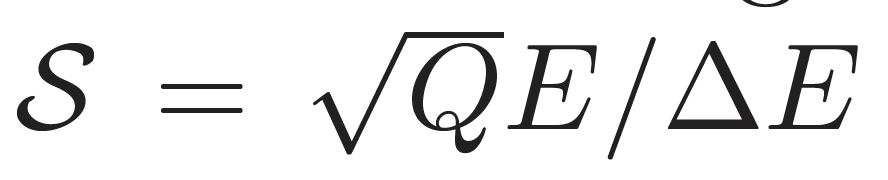 𝒮 = √Q E/ΔE